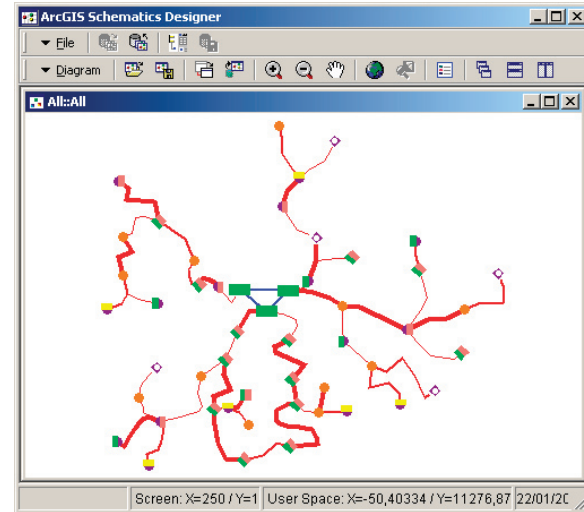 ArcGIS Schematics Designer
File
Diagram
All::All
Screen: X=250 / Y=1 User Space: X=-50,40334 / Y=11276,87 22/01/20